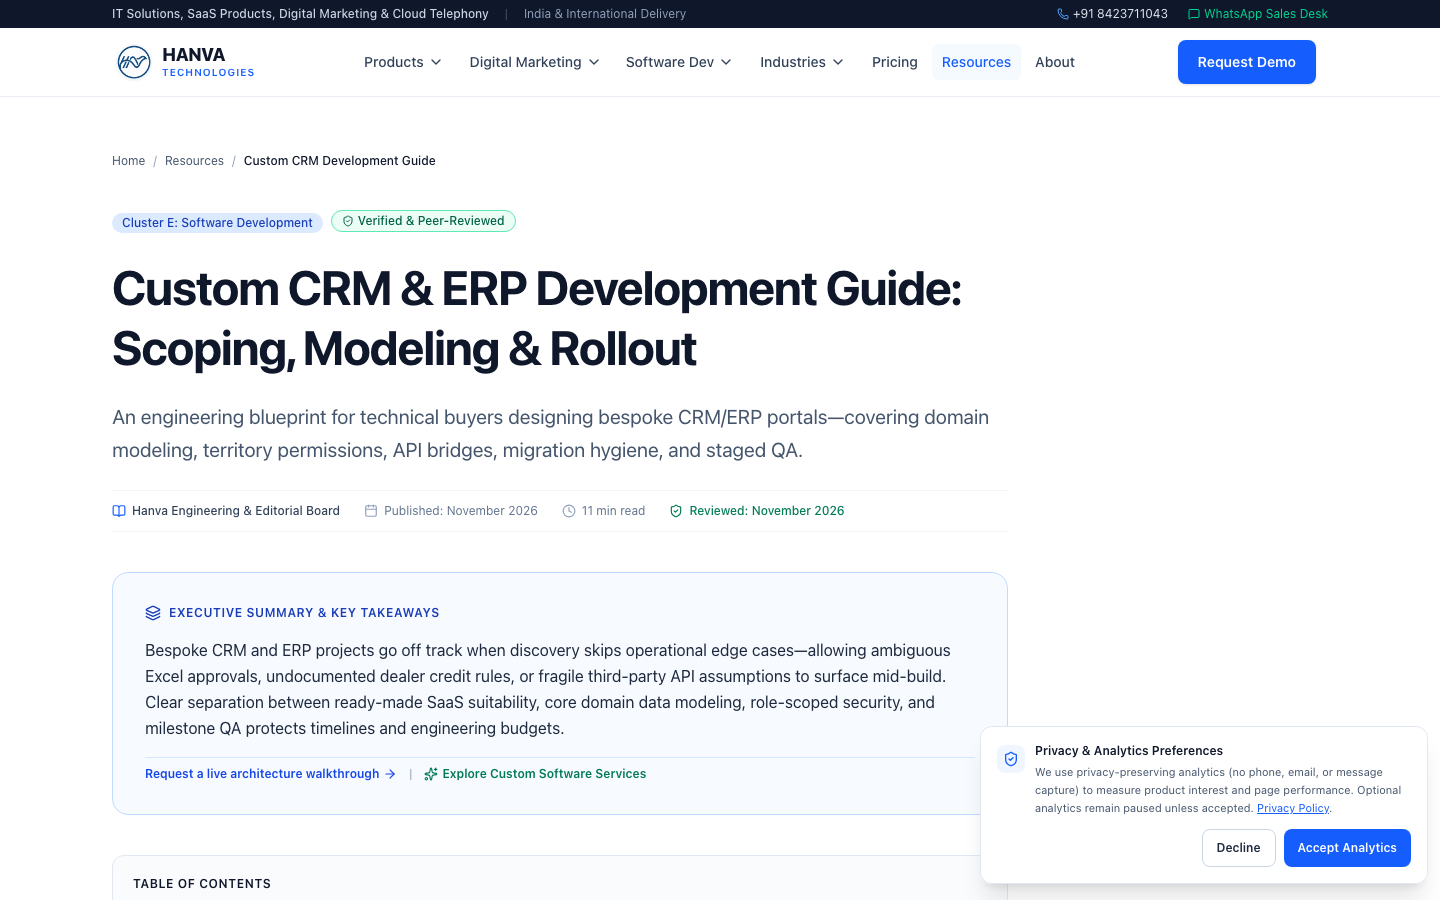 IT Solutions, SaaS Products, Digital Marketing & Cloud Telephony | India & International Delivery
+91 8423711043 WhatsApp Sales Desk
HANVA
TECHNOLOGIES
Products Digital Marketing Software Dev Industries Pricing Resources About
Request Demo
Home / Resources / Custom CRM Development Guide
Cluster E: Software Development
Verified & Peer-Reviewed
Custom CRM & ERP Development Guide:
Scoping, Modeling & Rollout
An engineering blueprint for technical buyers designing bespoke CRM/ERP portals—covering domain
modeling, territory permissions, API bridges, migration hygiene, and staged QA.
Hanva Engineering & Editorial Board Published: November 2026 11 min read Reviewed: November 2026
EXECUTIVE SUMMARY & KEY TAKEAWAYS
Bespoke CRM and ERP projects go off track when discovery skips operational edge cases—allowing ambiguous
Excel approvals, undocumented dealer credit rules, or fragile third-party API assumptions to surface mid-build.
Clear separation between ready-made SaaS suitability, core domain data modeling, role-scoped security, and
milestone QA protects timelines and engineering budgets.
Request a live architecture walkthrough → | Explore Custom Software Services
TABLE OF CONTENTS
Privacy & Analytics Preferences
We use privacy-preserving analytics (no phone, email, or message
capture) to measure product interest and page performance. Optional
analytics remain paused unless accepted. Privacy Policy.
Decline
Accept Analytics